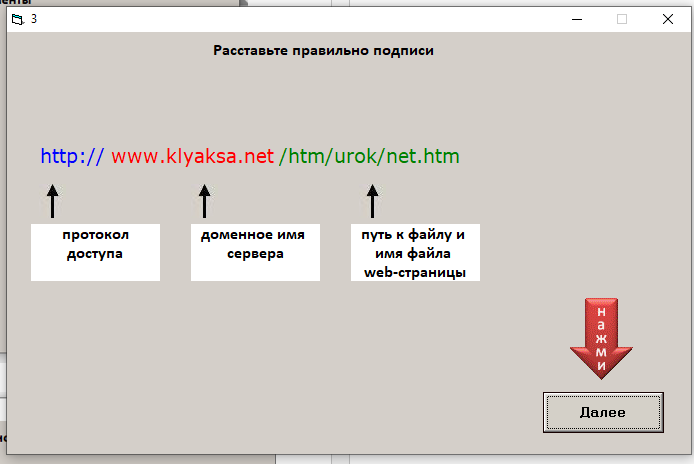 3
Расставьте правильно подписи
http:// www.klyaksa.net /htm/urok/net.htm
протокол
доступа
доменное имя
сервера
путь к файлу и
имя файла
web-страницы
нажми
Далее